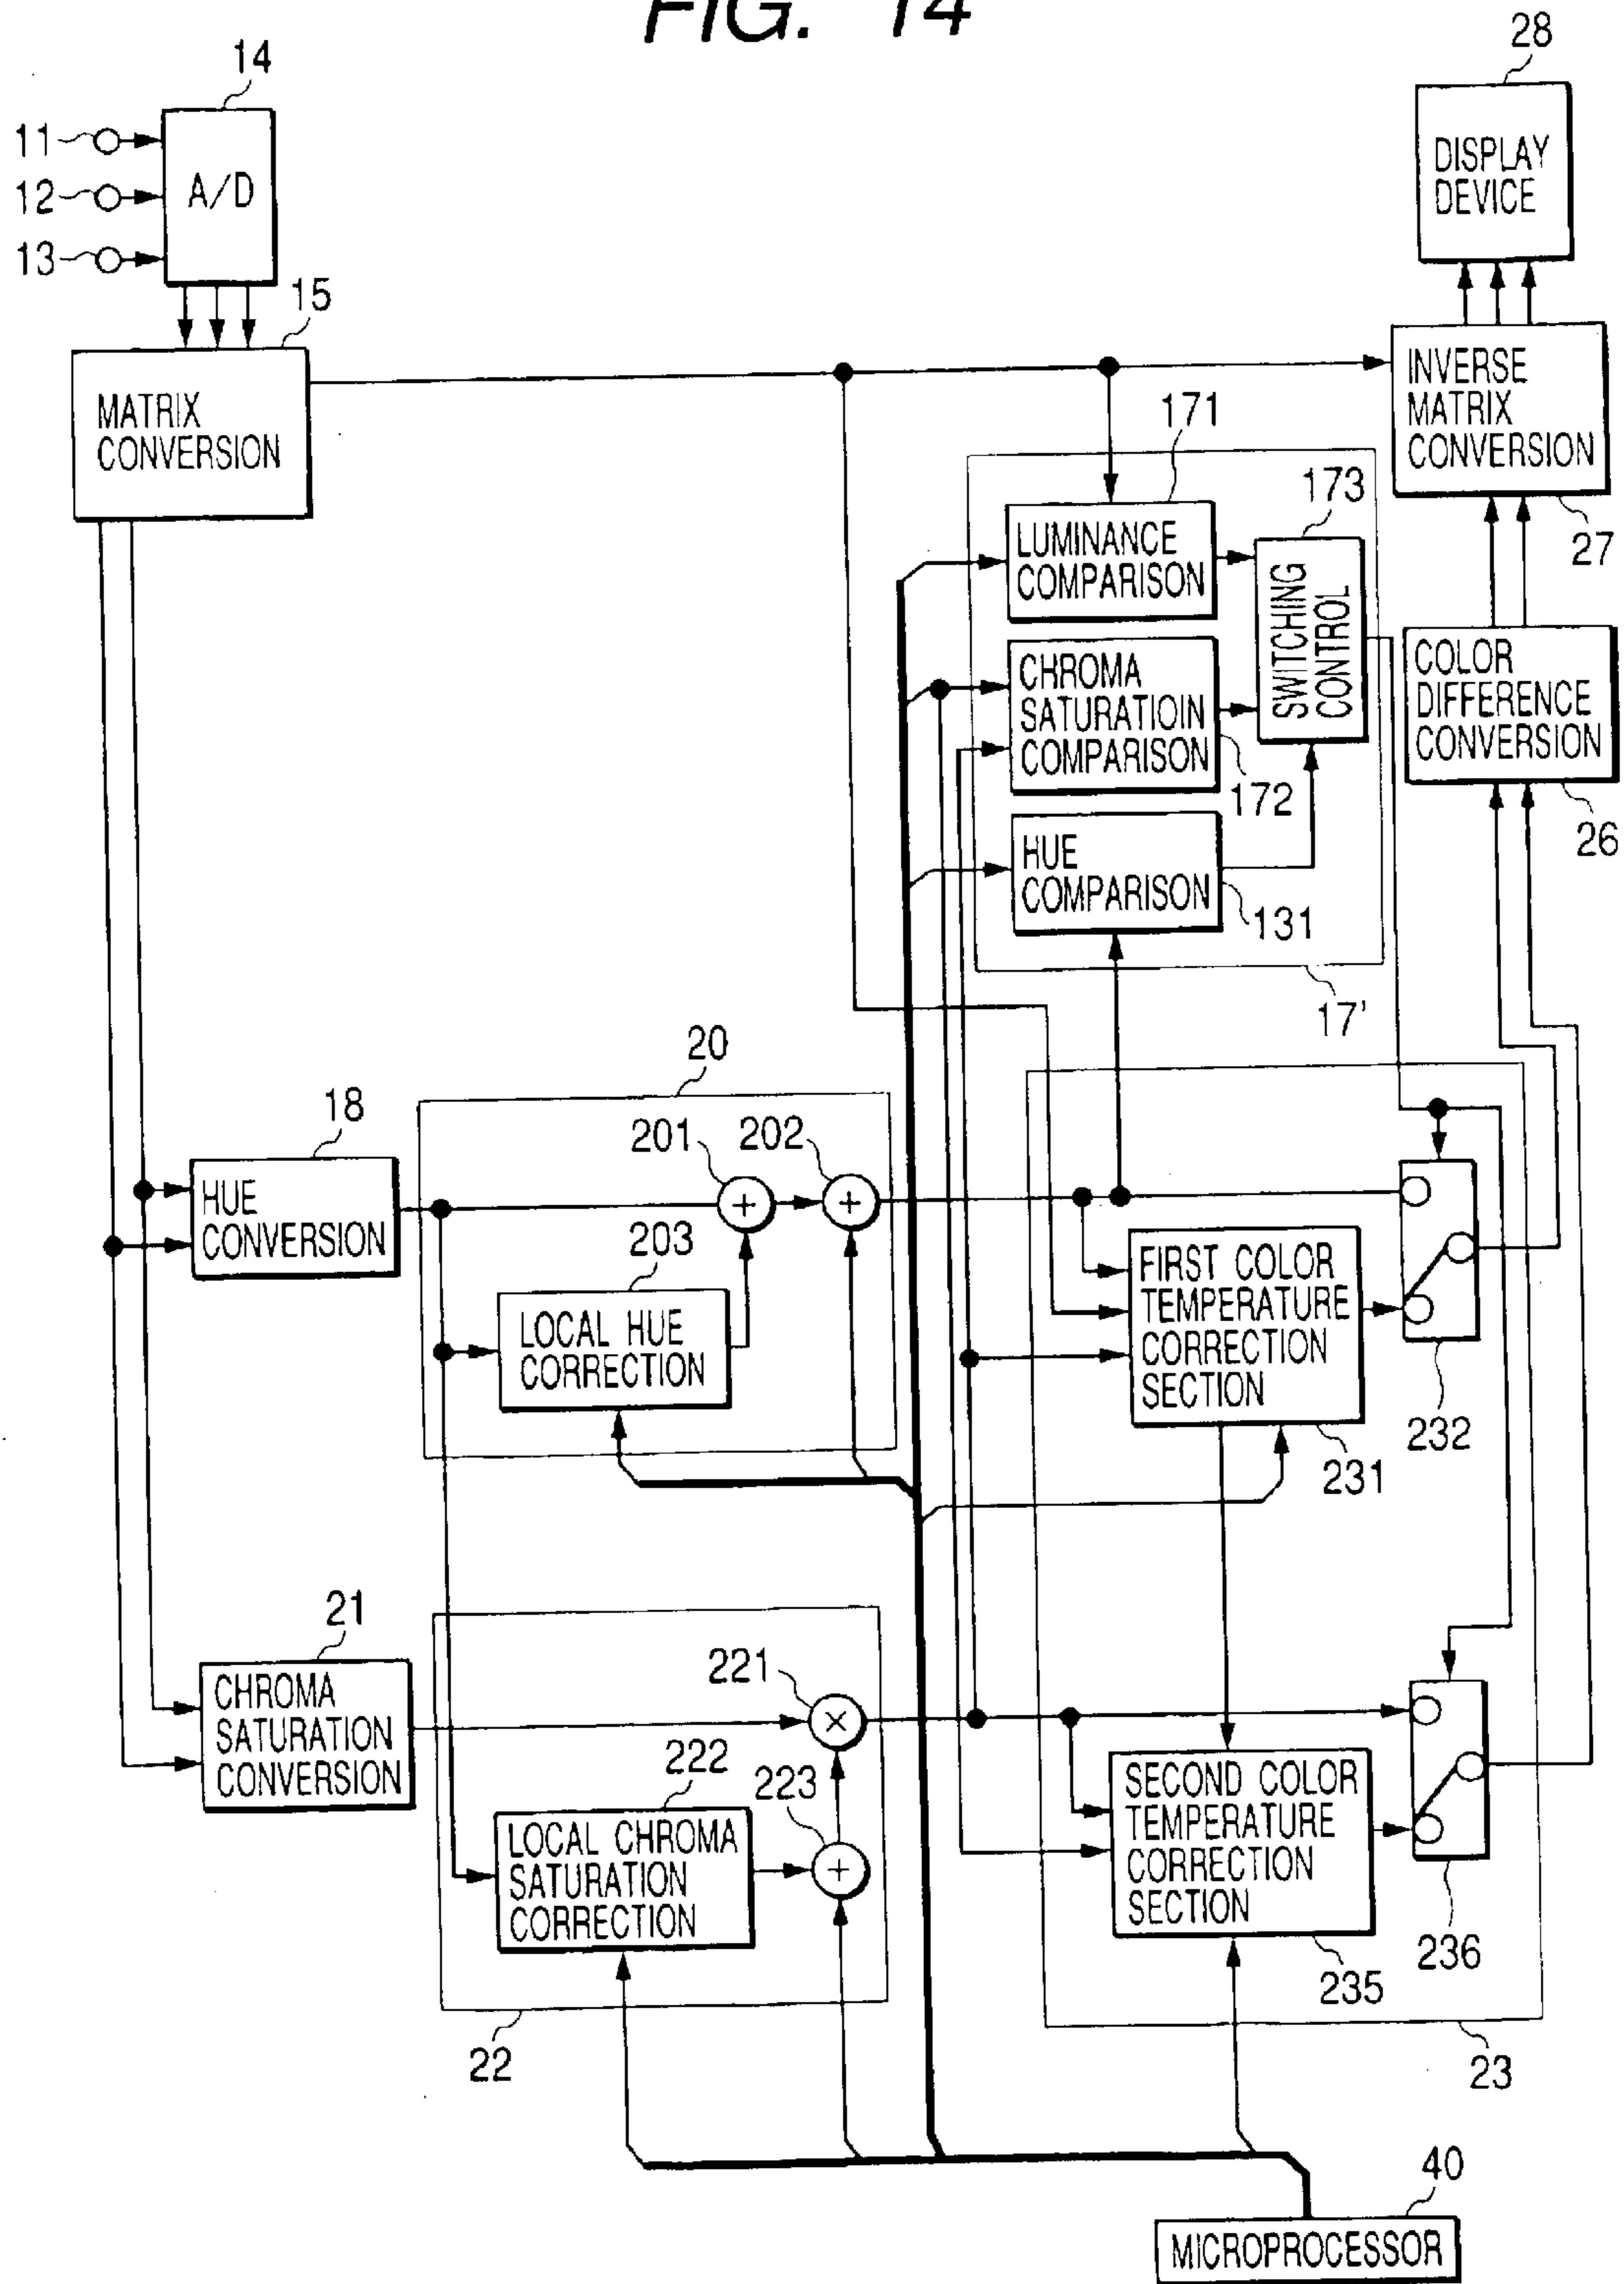 FIG. 14
14
28
11
12
13
A/D
DISPLAY
DEVICE
15
MATRIX
CONVERSION
INVERSE
MATRIX
CONVERSION
27
171
173
LUMINANCE
COMPARISON
SWITCHING
CONTROL
CHROMA
SATURATIOIN
COMPARISON
172
COLOR
DIFFERENCE
CONVERSION
26
HUE
COMPARISON
131
17'
20
18
HUE
CONVERSION
201
202
+
+
203
LOCAL HUE
CORRECTION
FIRST COLOR
TEMPERATURE
CORRECTION
SECTION
231
232
21
CHROMA
SATURATION
CONVERSION
221
×
222
223
+
LOCAL CHROMA
SATURATION
CORRECTION
22
SECOND COLOR
TEMPERATURE
CORRECTION
SECTION
235
236
23
40
MICROPROCESSOR